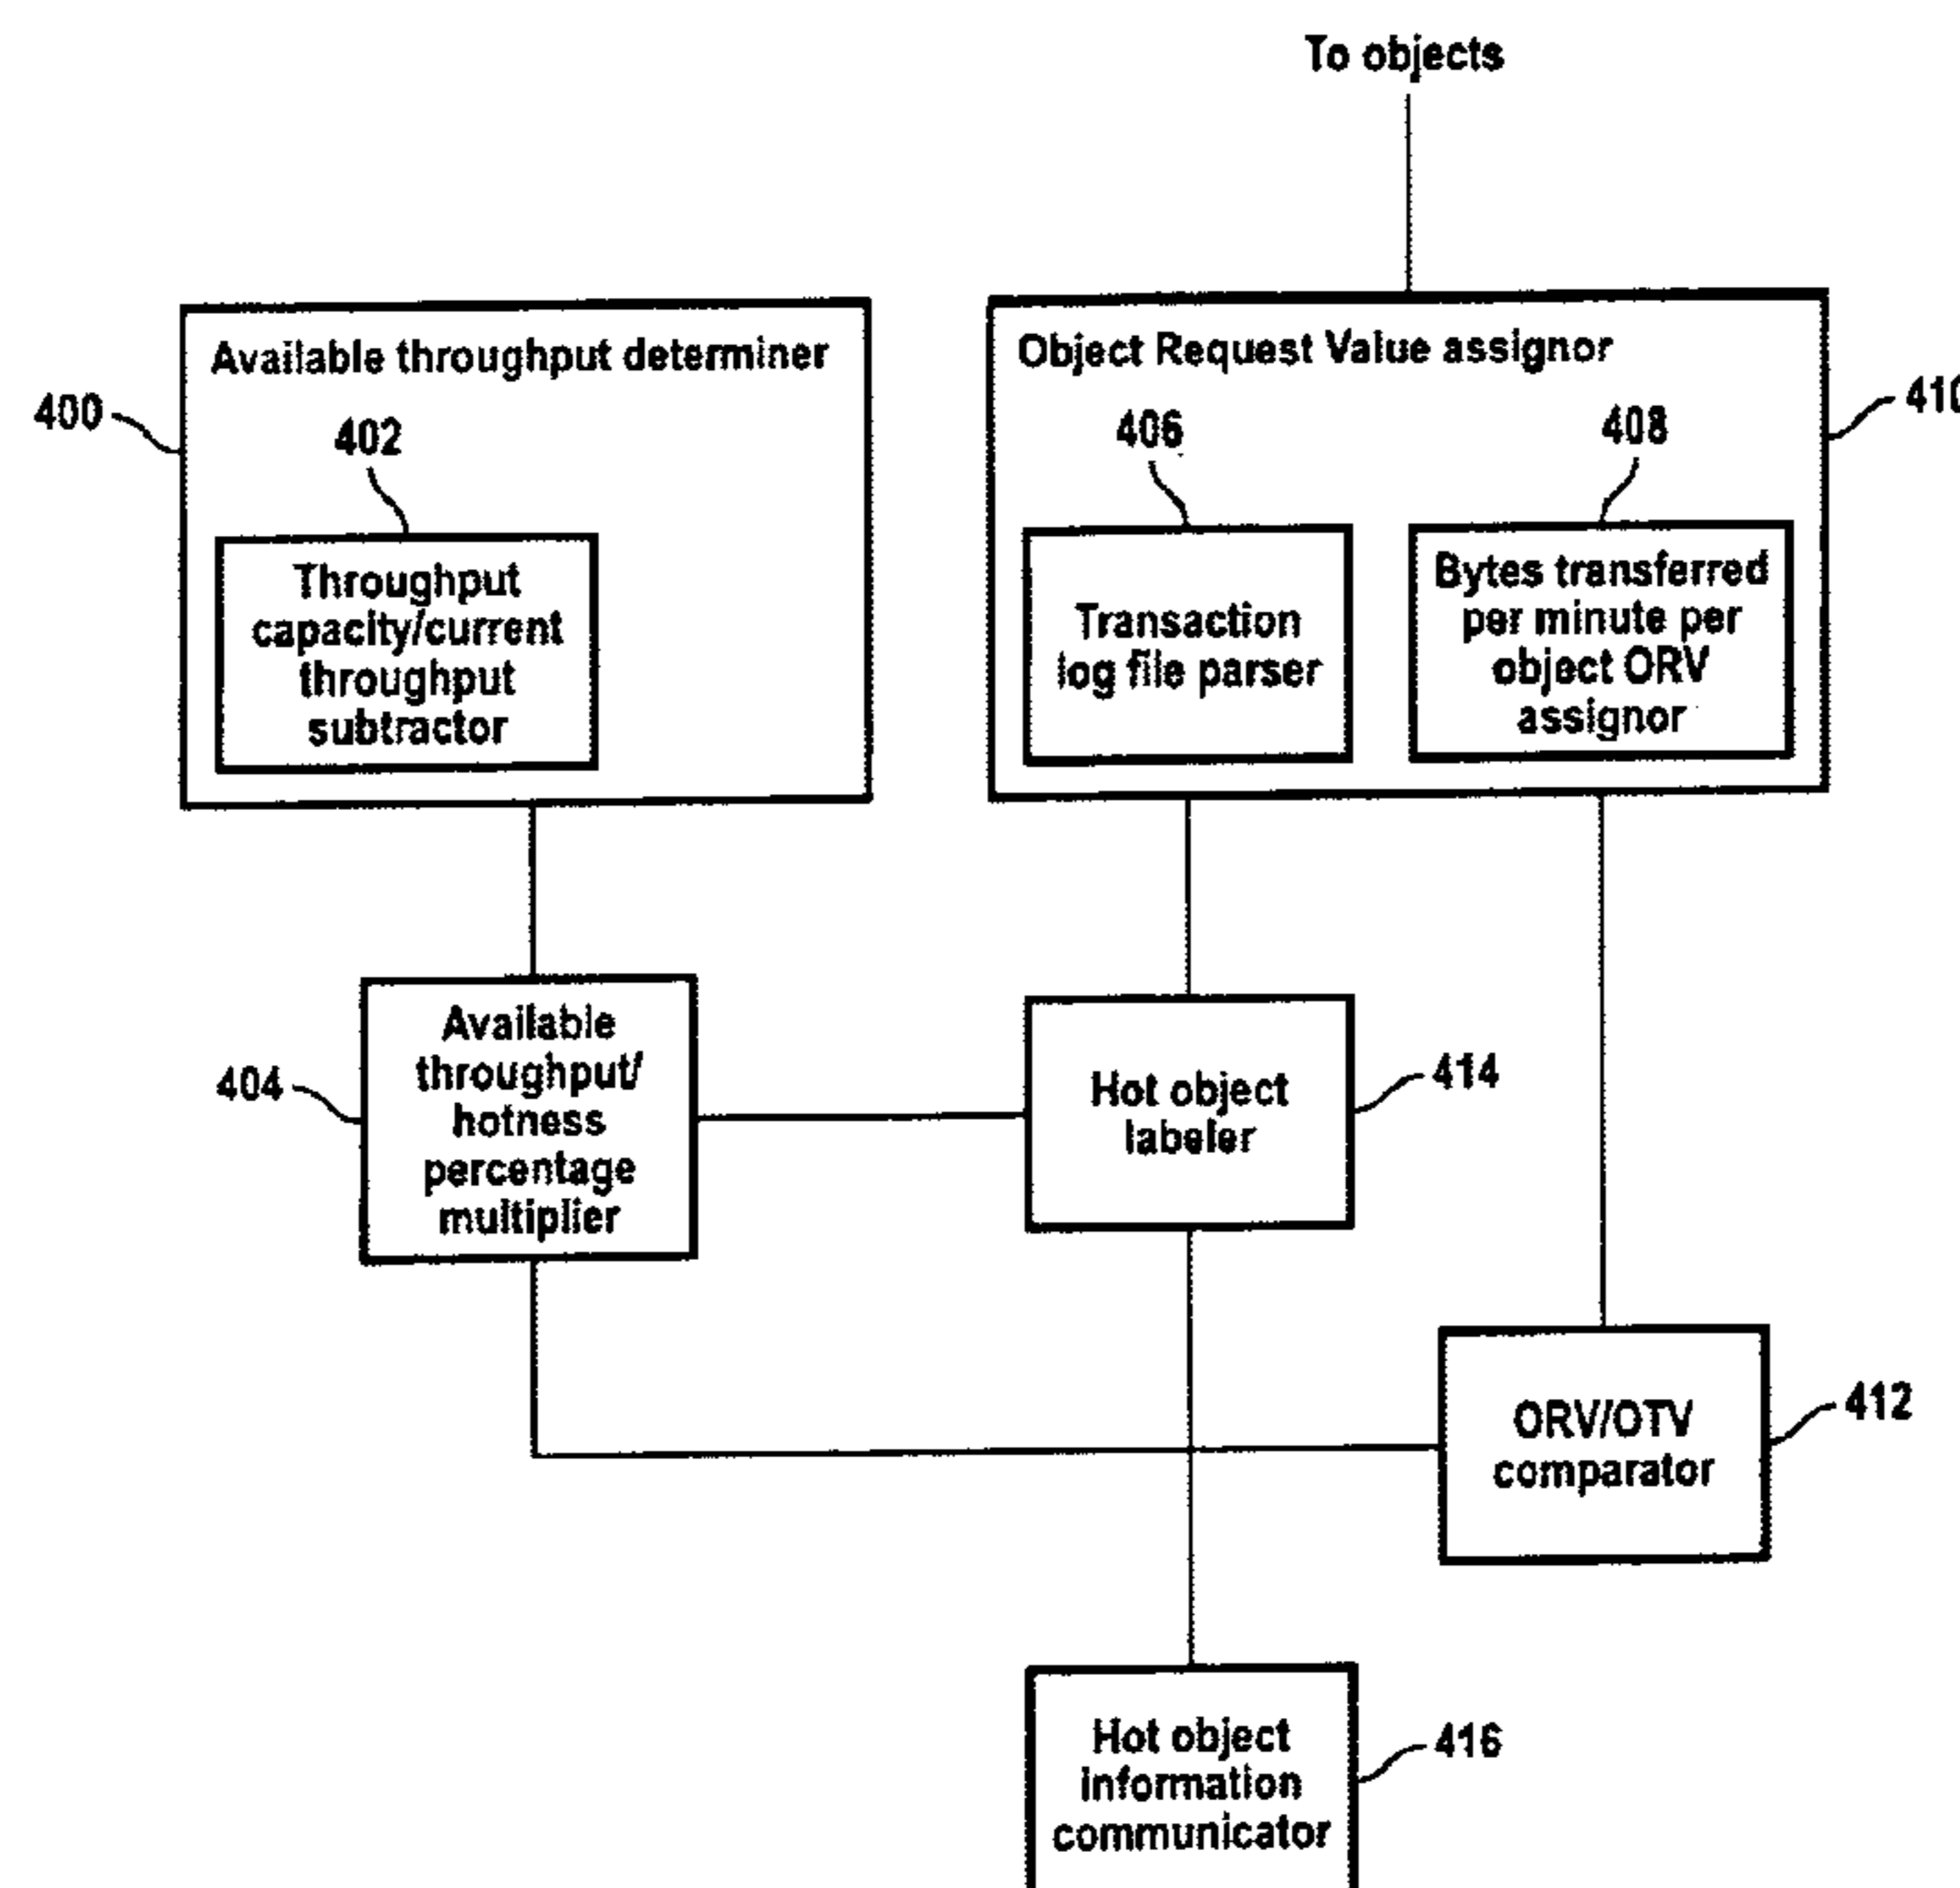 To objects
Available throughput determiner
Object Request Value assignor
400
402
406
408
410
Throughput
capacity/current
throughput
subtractor
Transaction
log file parser
Bytes transferred
per minute per
object ORV
assignor
Available
throughput/
hotness
percentage
multiplier
404
Hot object
labeler
414
ORV/OTV
comparator
412
Hot object
information
communicator
416